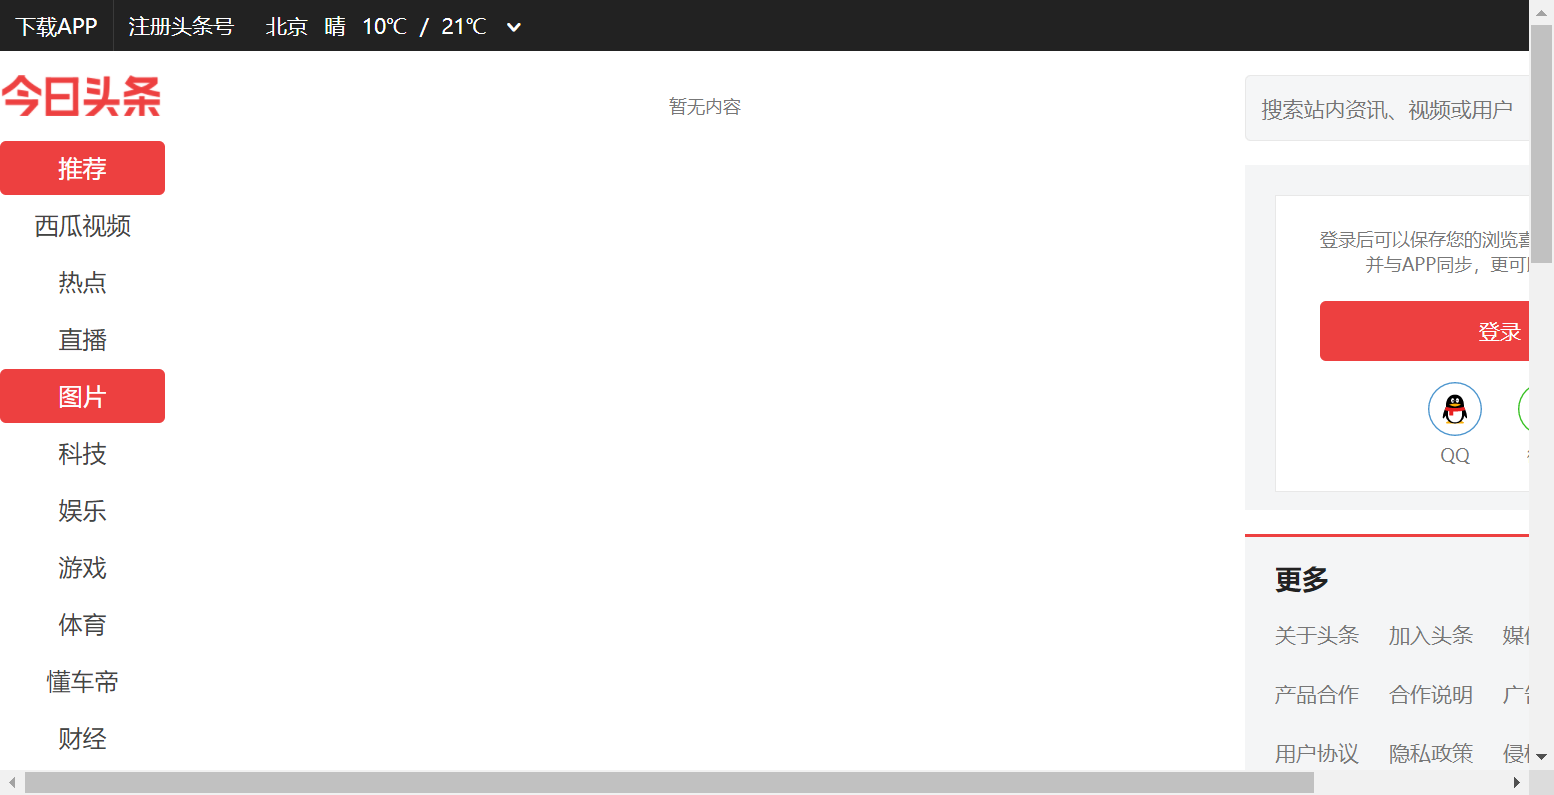 下载APP 注册头条号 北京 晴 10℃ / 21℃
今日头条
暂无内容
搜索站内资讯、视频或用户
推荐
西瓜视频
热点
直播
图片
科技
娱乐
游戏
体育
懂车帝
财经
登录后可以保存您的浏览喜
并与APP同步，更可
登录
QQ
更多
关于头条 加入头条 媒
产品合作 合作说明 广
用户协议 隐私政策 侵